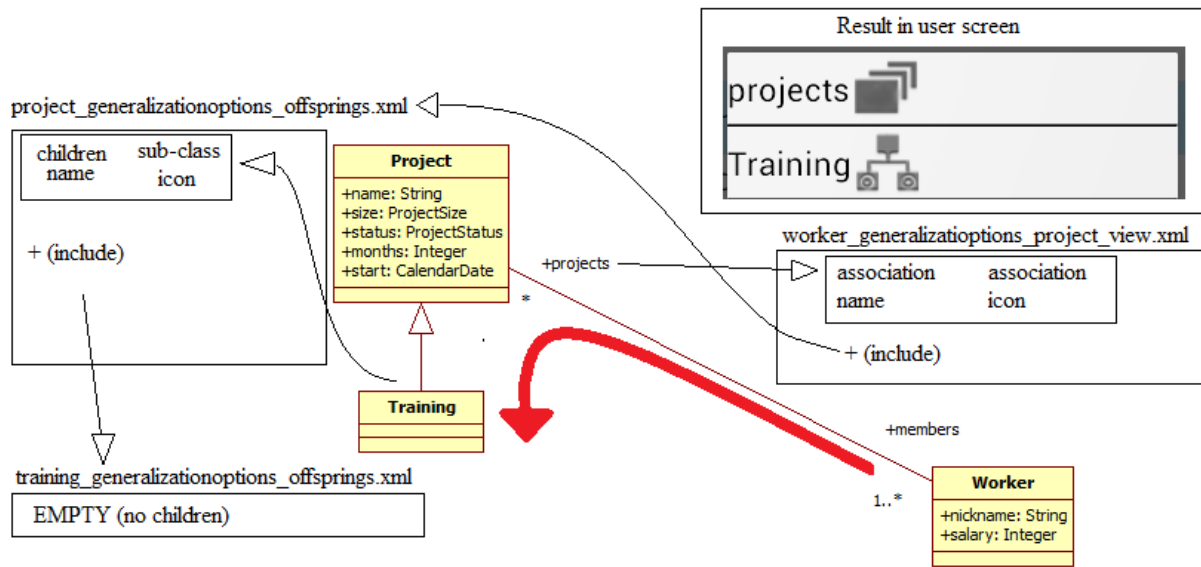 Result in user screen
projects
Training
project_generalizationoptions_offsprings.xml
children
name
sub-class
icon
+ (include)
Project
+name: String
+size: ProjectSize
+status: ProjectStatus
+months: Integer
+start: CalendarDate
+projects
*
worker_generalizatioptions_project_view.xml
association
name
association
icon
+ (include)
Training
+members
1..*
Worker
+nickname: String
+salary: Integer
training_generalizationoptions_offsprings.xml
EMPTY (no children)